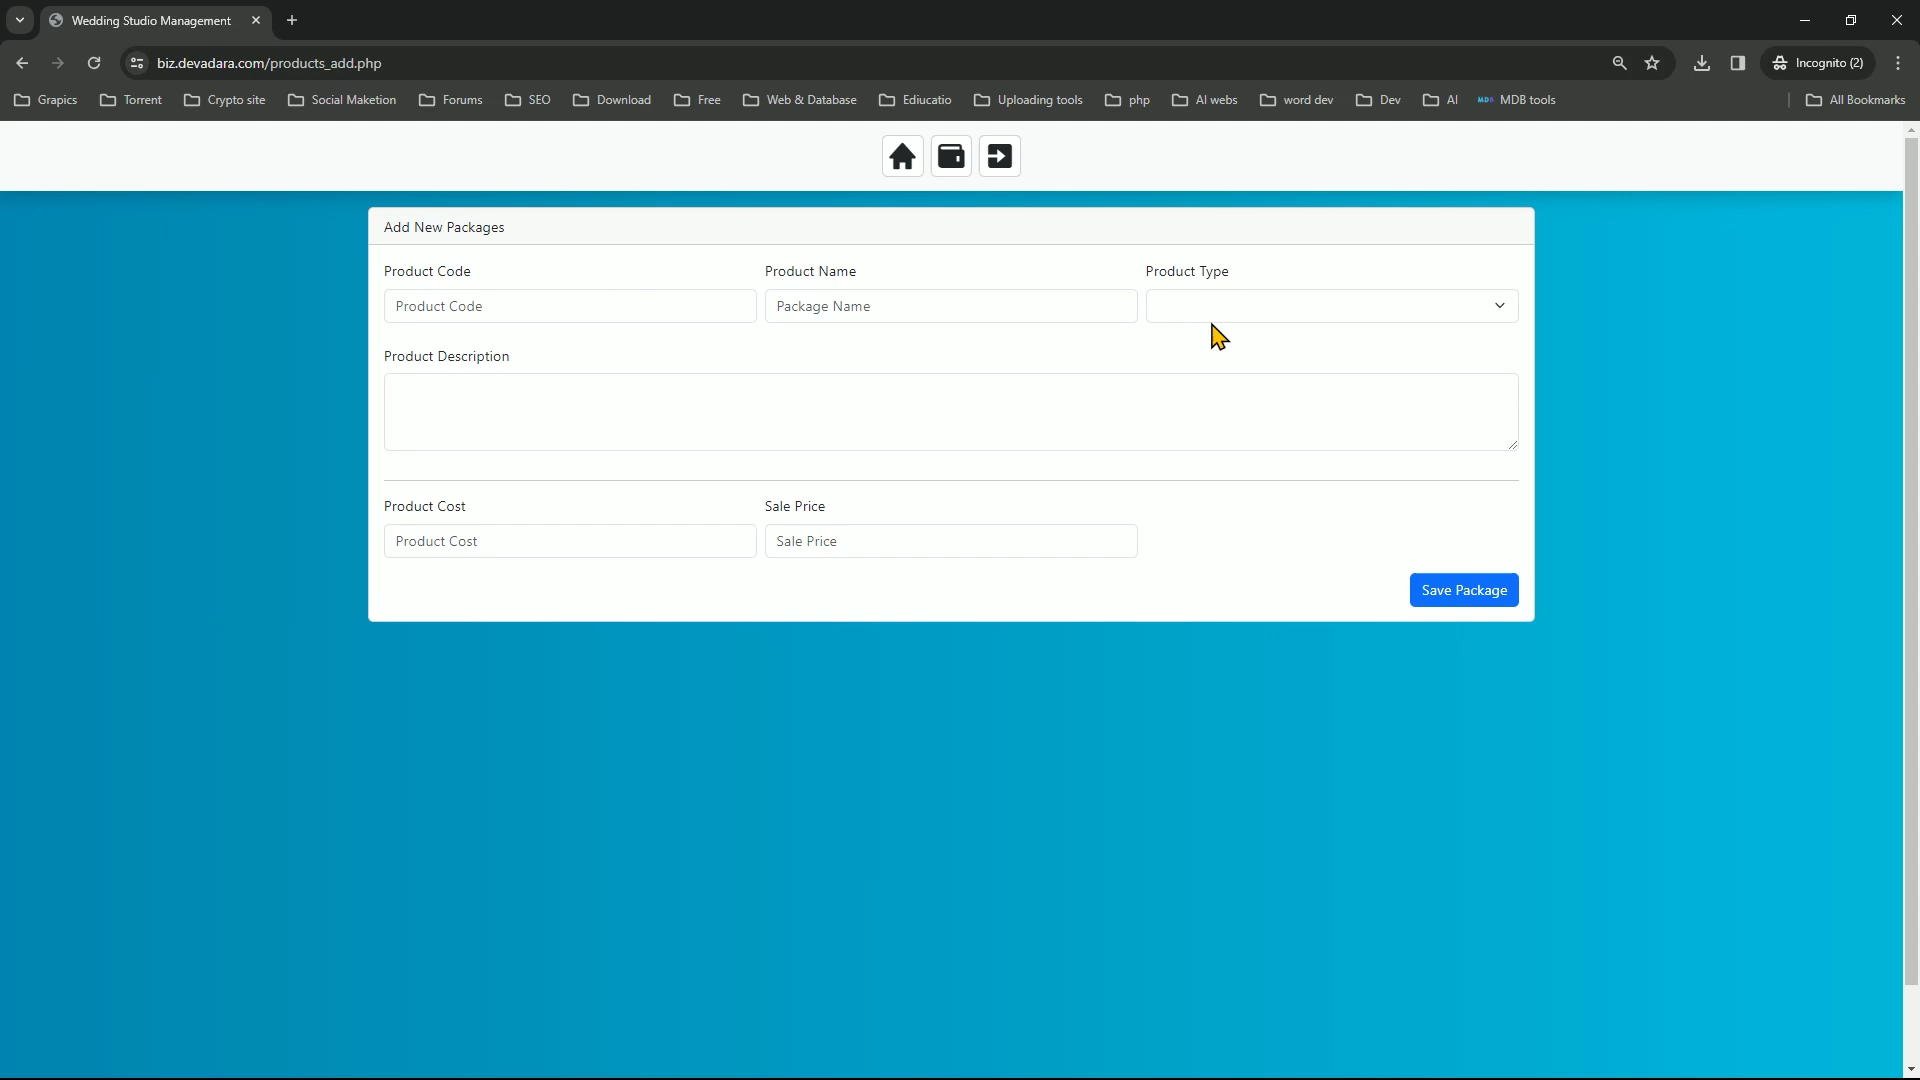 Wedding Studio Management
biz.devadara.com/products_add.php
Incognito (2)
Grapics Torrent Crypto site Social Maketion Forums SEO Download Free Web & Database Ediucatio Uploading tools php AI webs word dev Dev AI MDB MDB tools All Bookmarks
Add New Packages
Product Code Product Name Product Type
Product Code Package Name
Product Description
Product Cost Sale Price
Product Cost Sale Price
Save Package